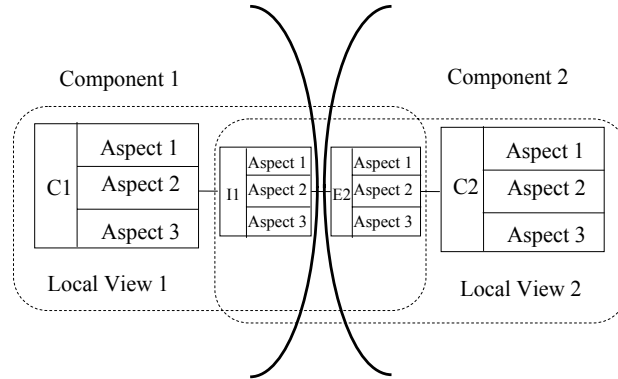 Component 1
Component 2
C1
Aspect 1
Aspect 2
Aspect 3
I1
Aspect 1
Aspect 2
Aspect 3
E2
Aspect 1
Aspect 2
Aspect 3
C2
Aspect 1
Aspect 2
Aspect 3
Local View 1
Local View 2